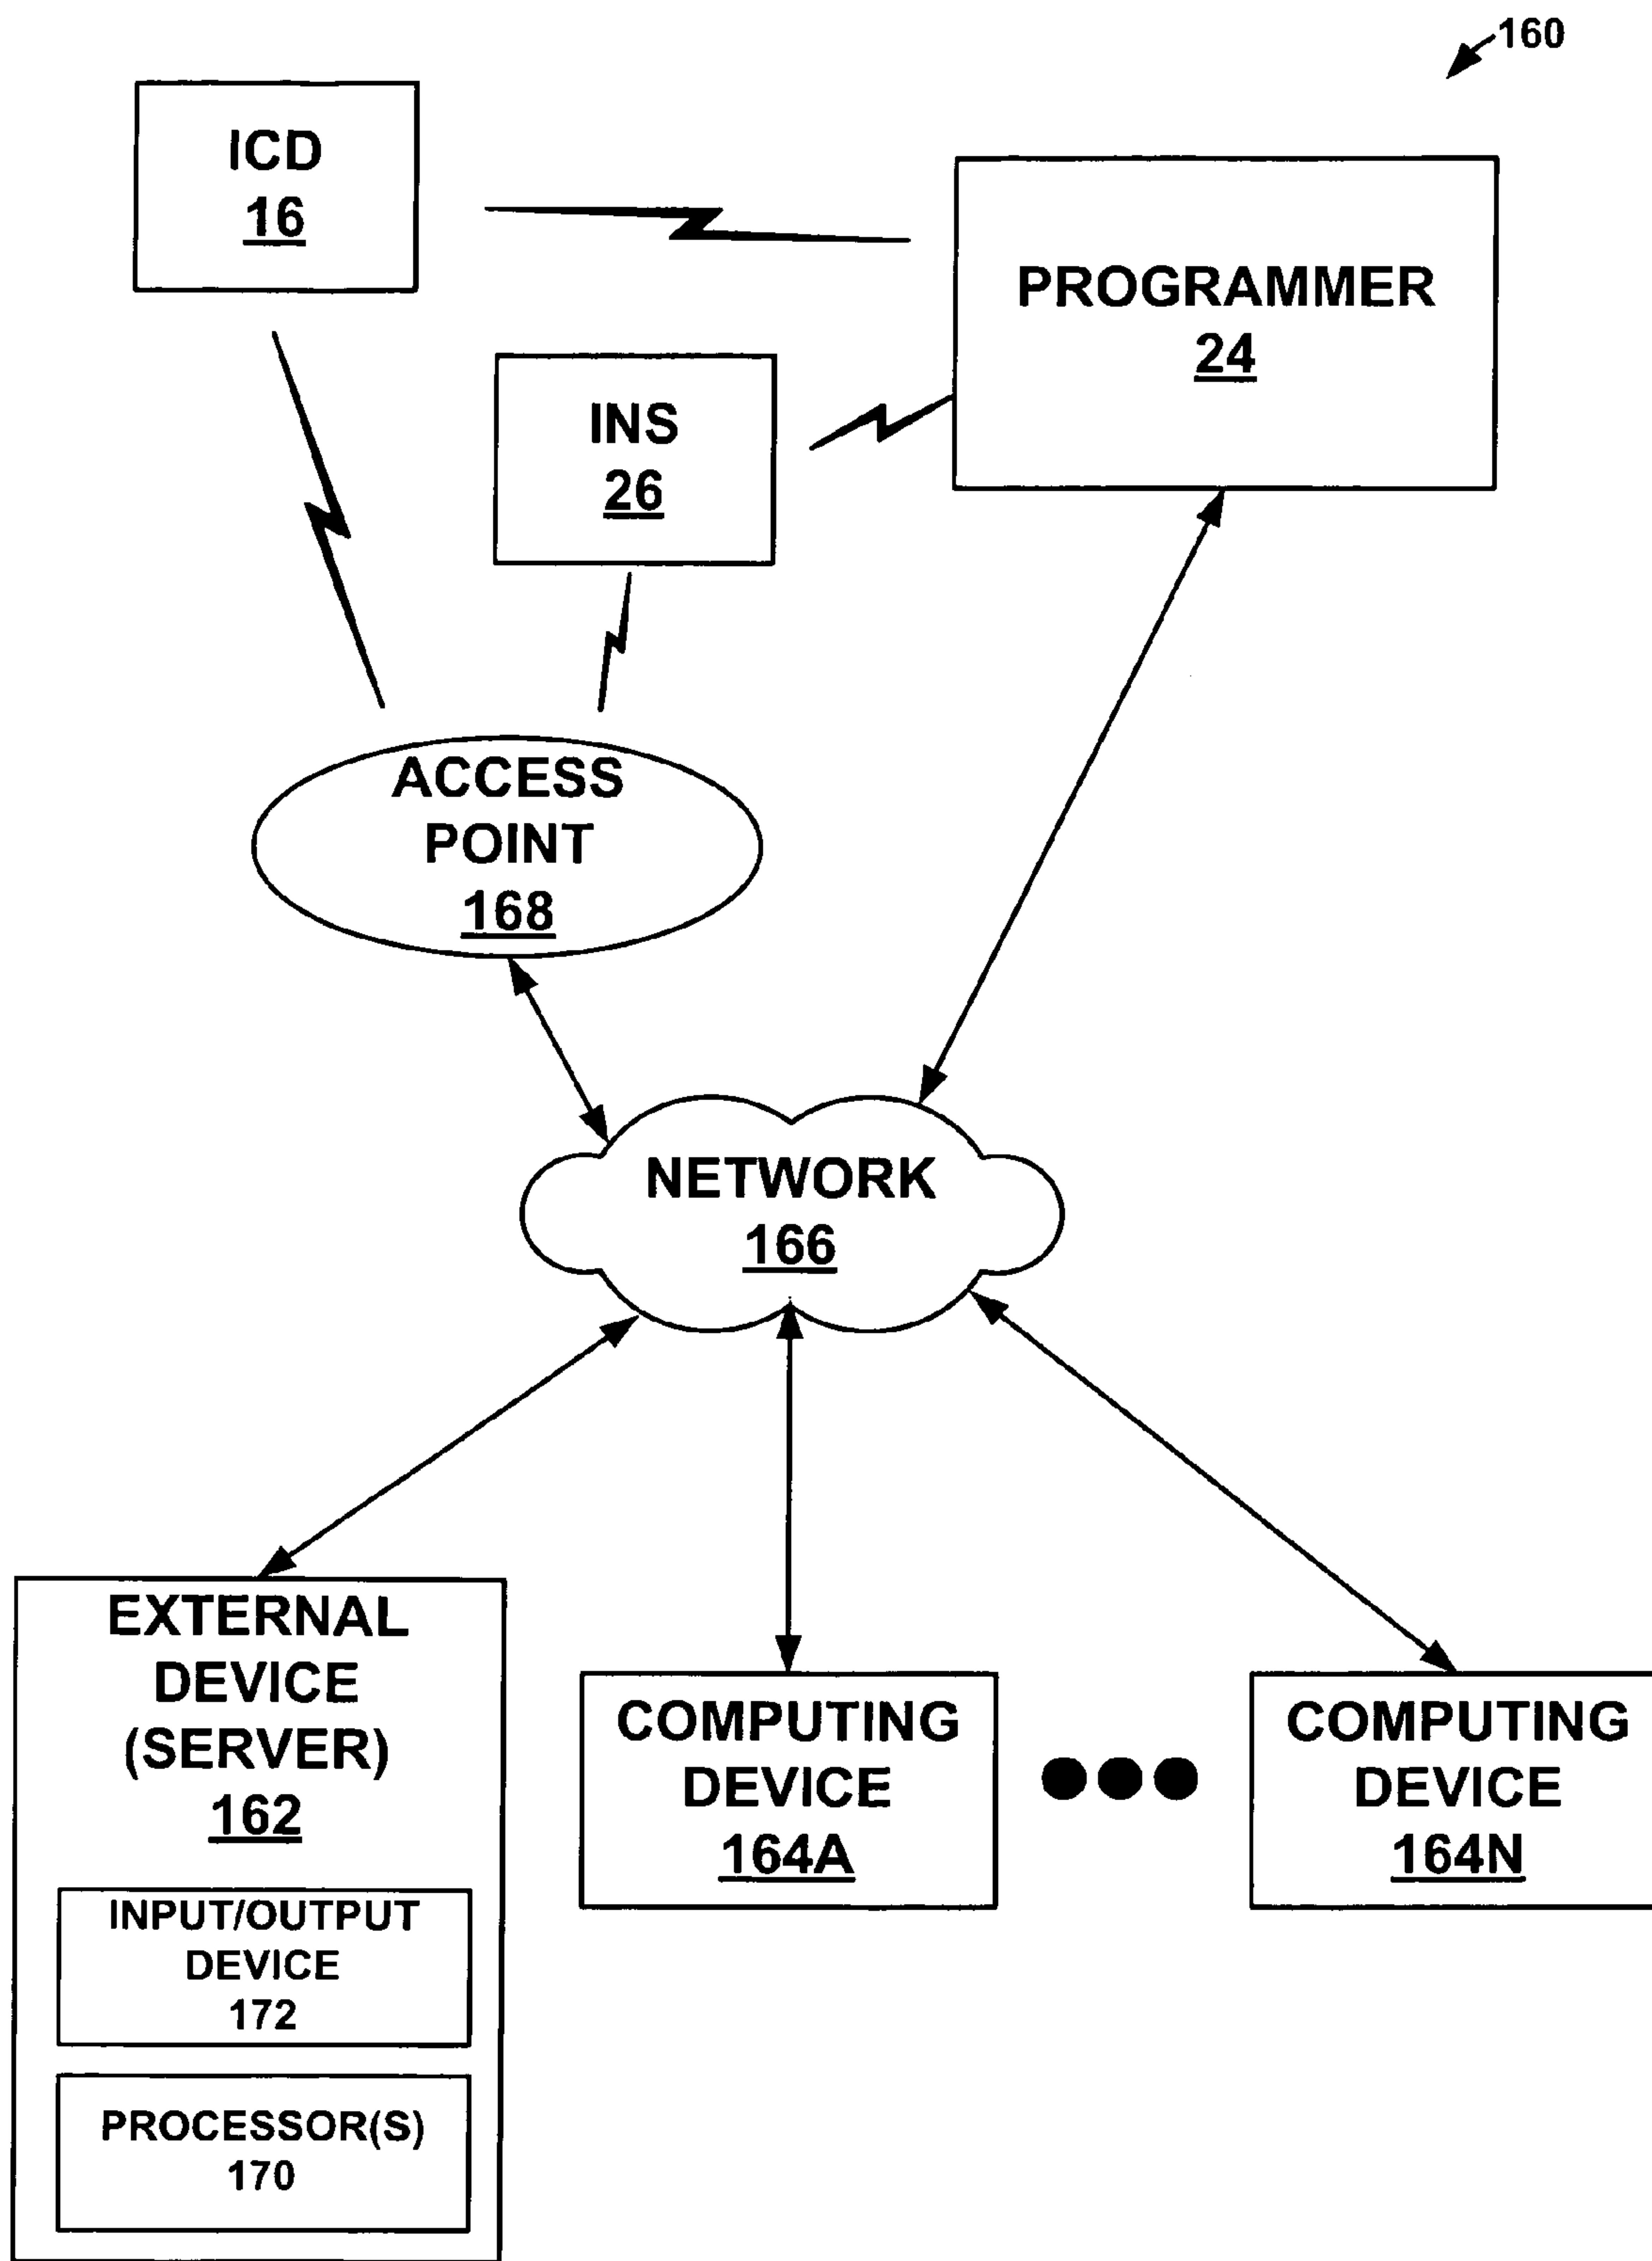 160
ICD
16
PROGRAMMER
24
INS
26
ACCESS
POINT
168
NETWORK
166
EXTERNAL
DEVICE
(SERVER)
162
INPUT/OUTPUT
DEVICE
172
PROCESSOR(S)
170
COMPUTING
DEVICE
164A
COMPUTING
DEVICE
164N